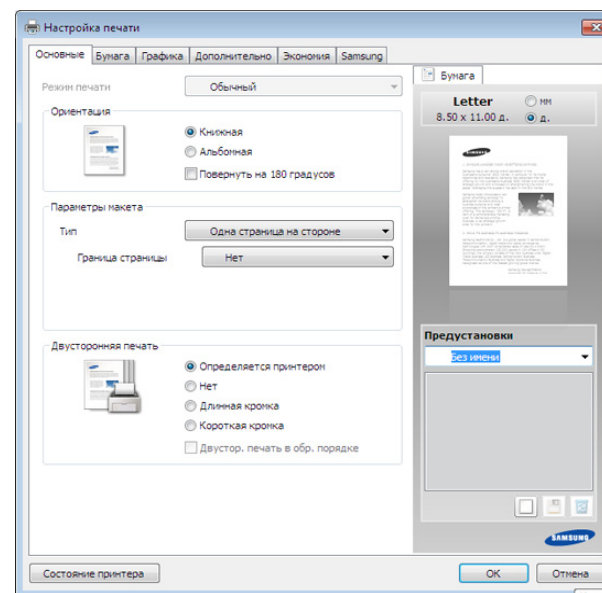 Настройка печати
Основные Бумага Графика Дополнительно Экономия Samsung
Режим печати Обычный
Ориентация
Книжная
Альбомная
Повернуть на 180 градусов
Параметры макета
Тип Одна страница на стороне
Граница страницы Нет
Двусторонняя печать
Определяется принтером
Нет
Длинная кромка
Короткая кромка
Двустор. печать в обр. порядке
Бумага
Letter мм
8.50 x 11.00 д. д.
SAMSUNG
Предустановки
Без имени
SAMSUNG
Состояние принтера OK Отмена